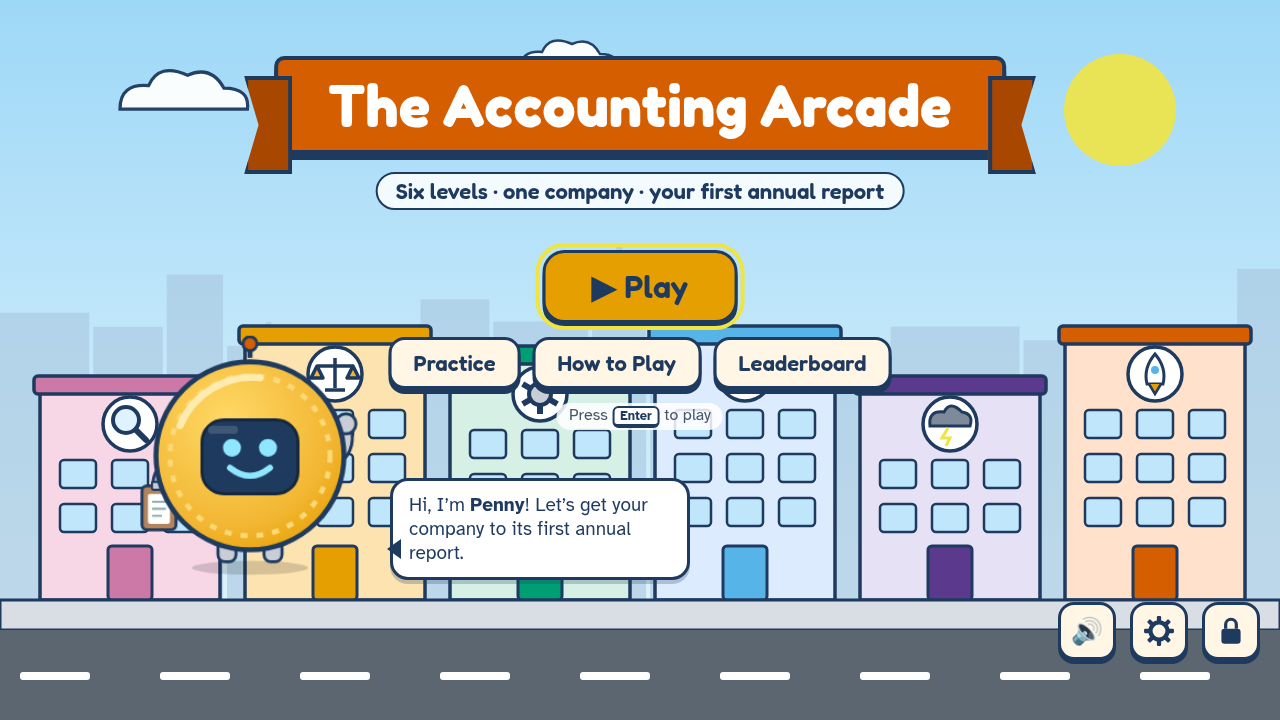 The Accounting Arcade
Six levels · one company · your first annual report
▶ Play
Practice
How to Play
Leaderboard
Press Enter to play
Hi, I'm Penny! Let's get your
company to its first annual
report.